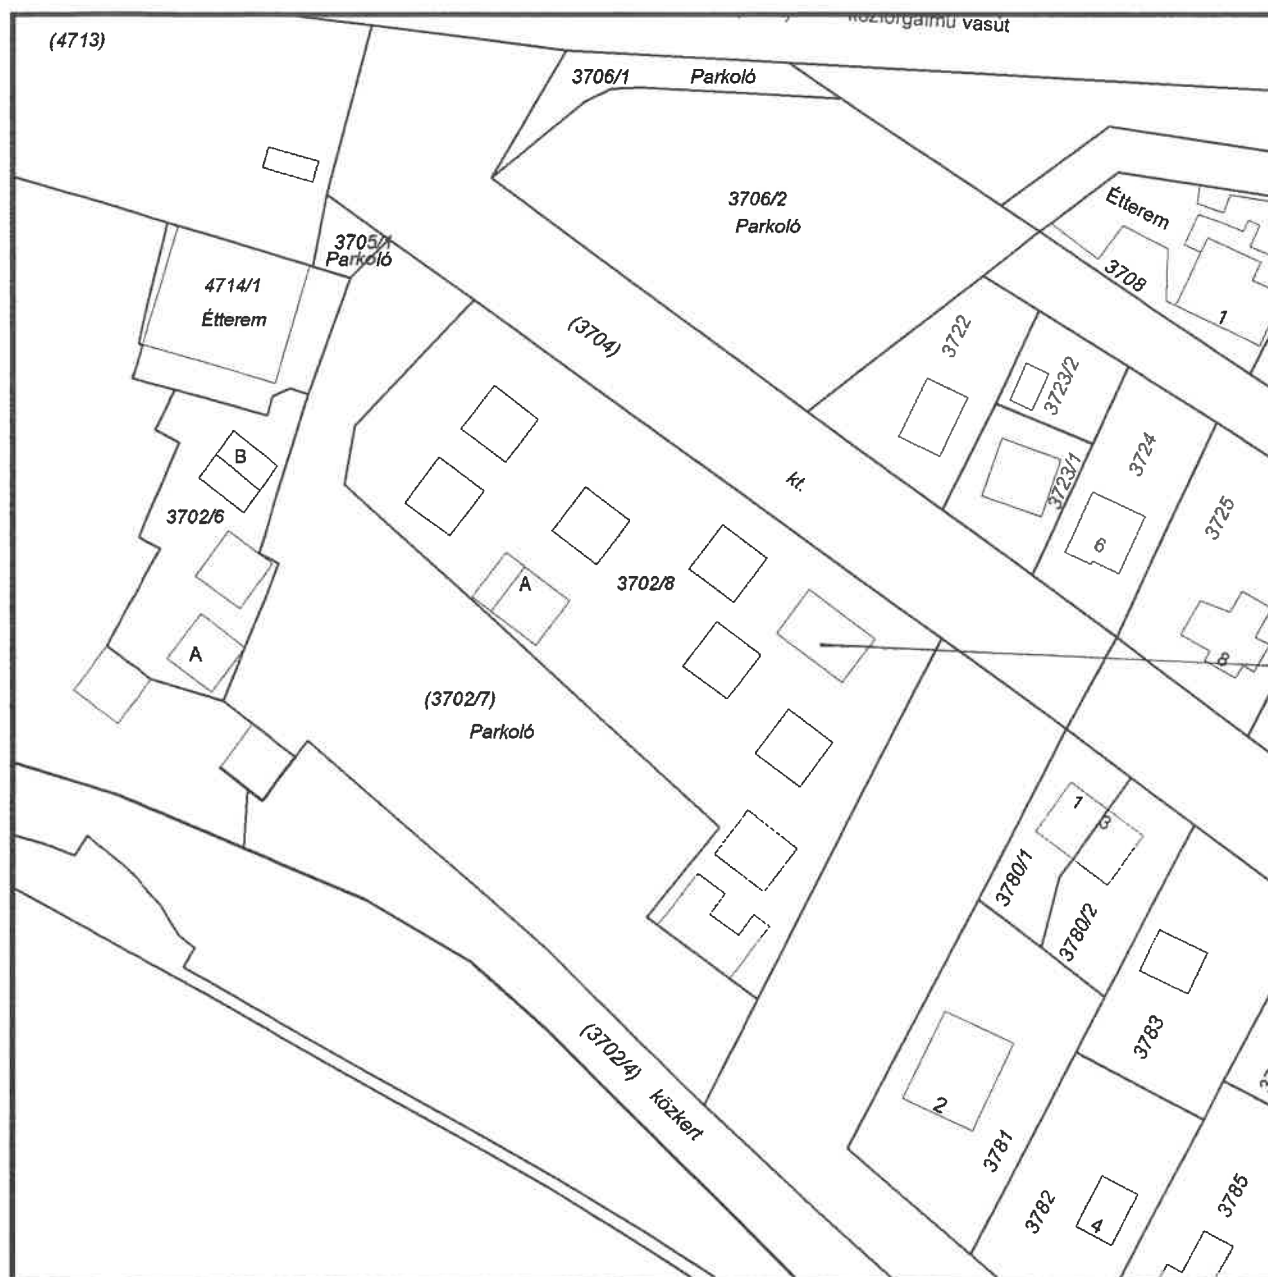 közforgalmú vasút
(4713)
3706/1 Parkoló
3706/2
Parkoló
Étterem
3705/1
Parkoló
3708
4714/1
Étterem
1
(3704)
3722
3723/2
B
3724
kt.
3723/1
3702/6
3725
6
A
3702/8
A
8
(3702/7)
Parkoló
1
3
3780/1
3780/2
(3702/4) közkert
3783
2
3781
3782
4
3785